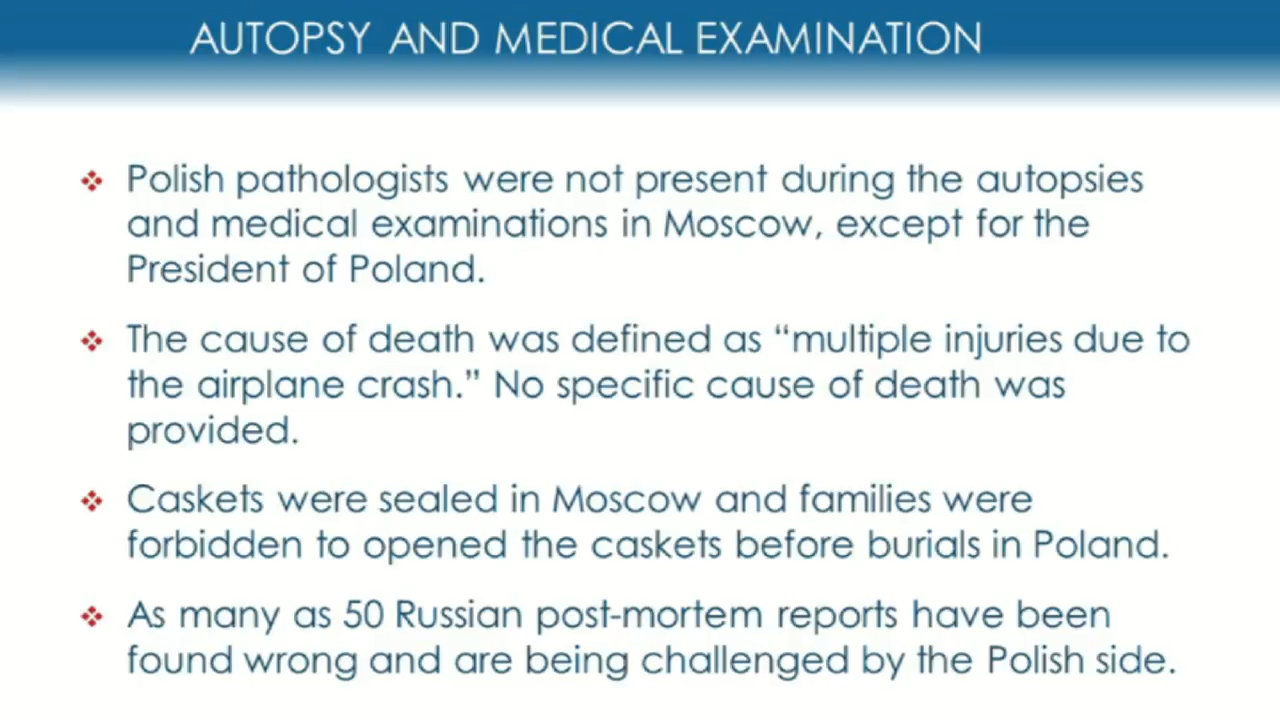 AUTOPSY AND MEDICAL EXAMINATION
Polish pathologists were not present during the autopsies
and medical examinations in Moscow, except for the
President of Poland.
The cause of death was defined as “multiple injuries due to
the airplane crash.” No specific cause of death was
provided.
Caskets were sealed in Moscow and families were
forbidden to opened the caskets before burials in Poland.
As many as 50 Russian post-mortem reports have been
found wrong and are being challenged by the Polish side.